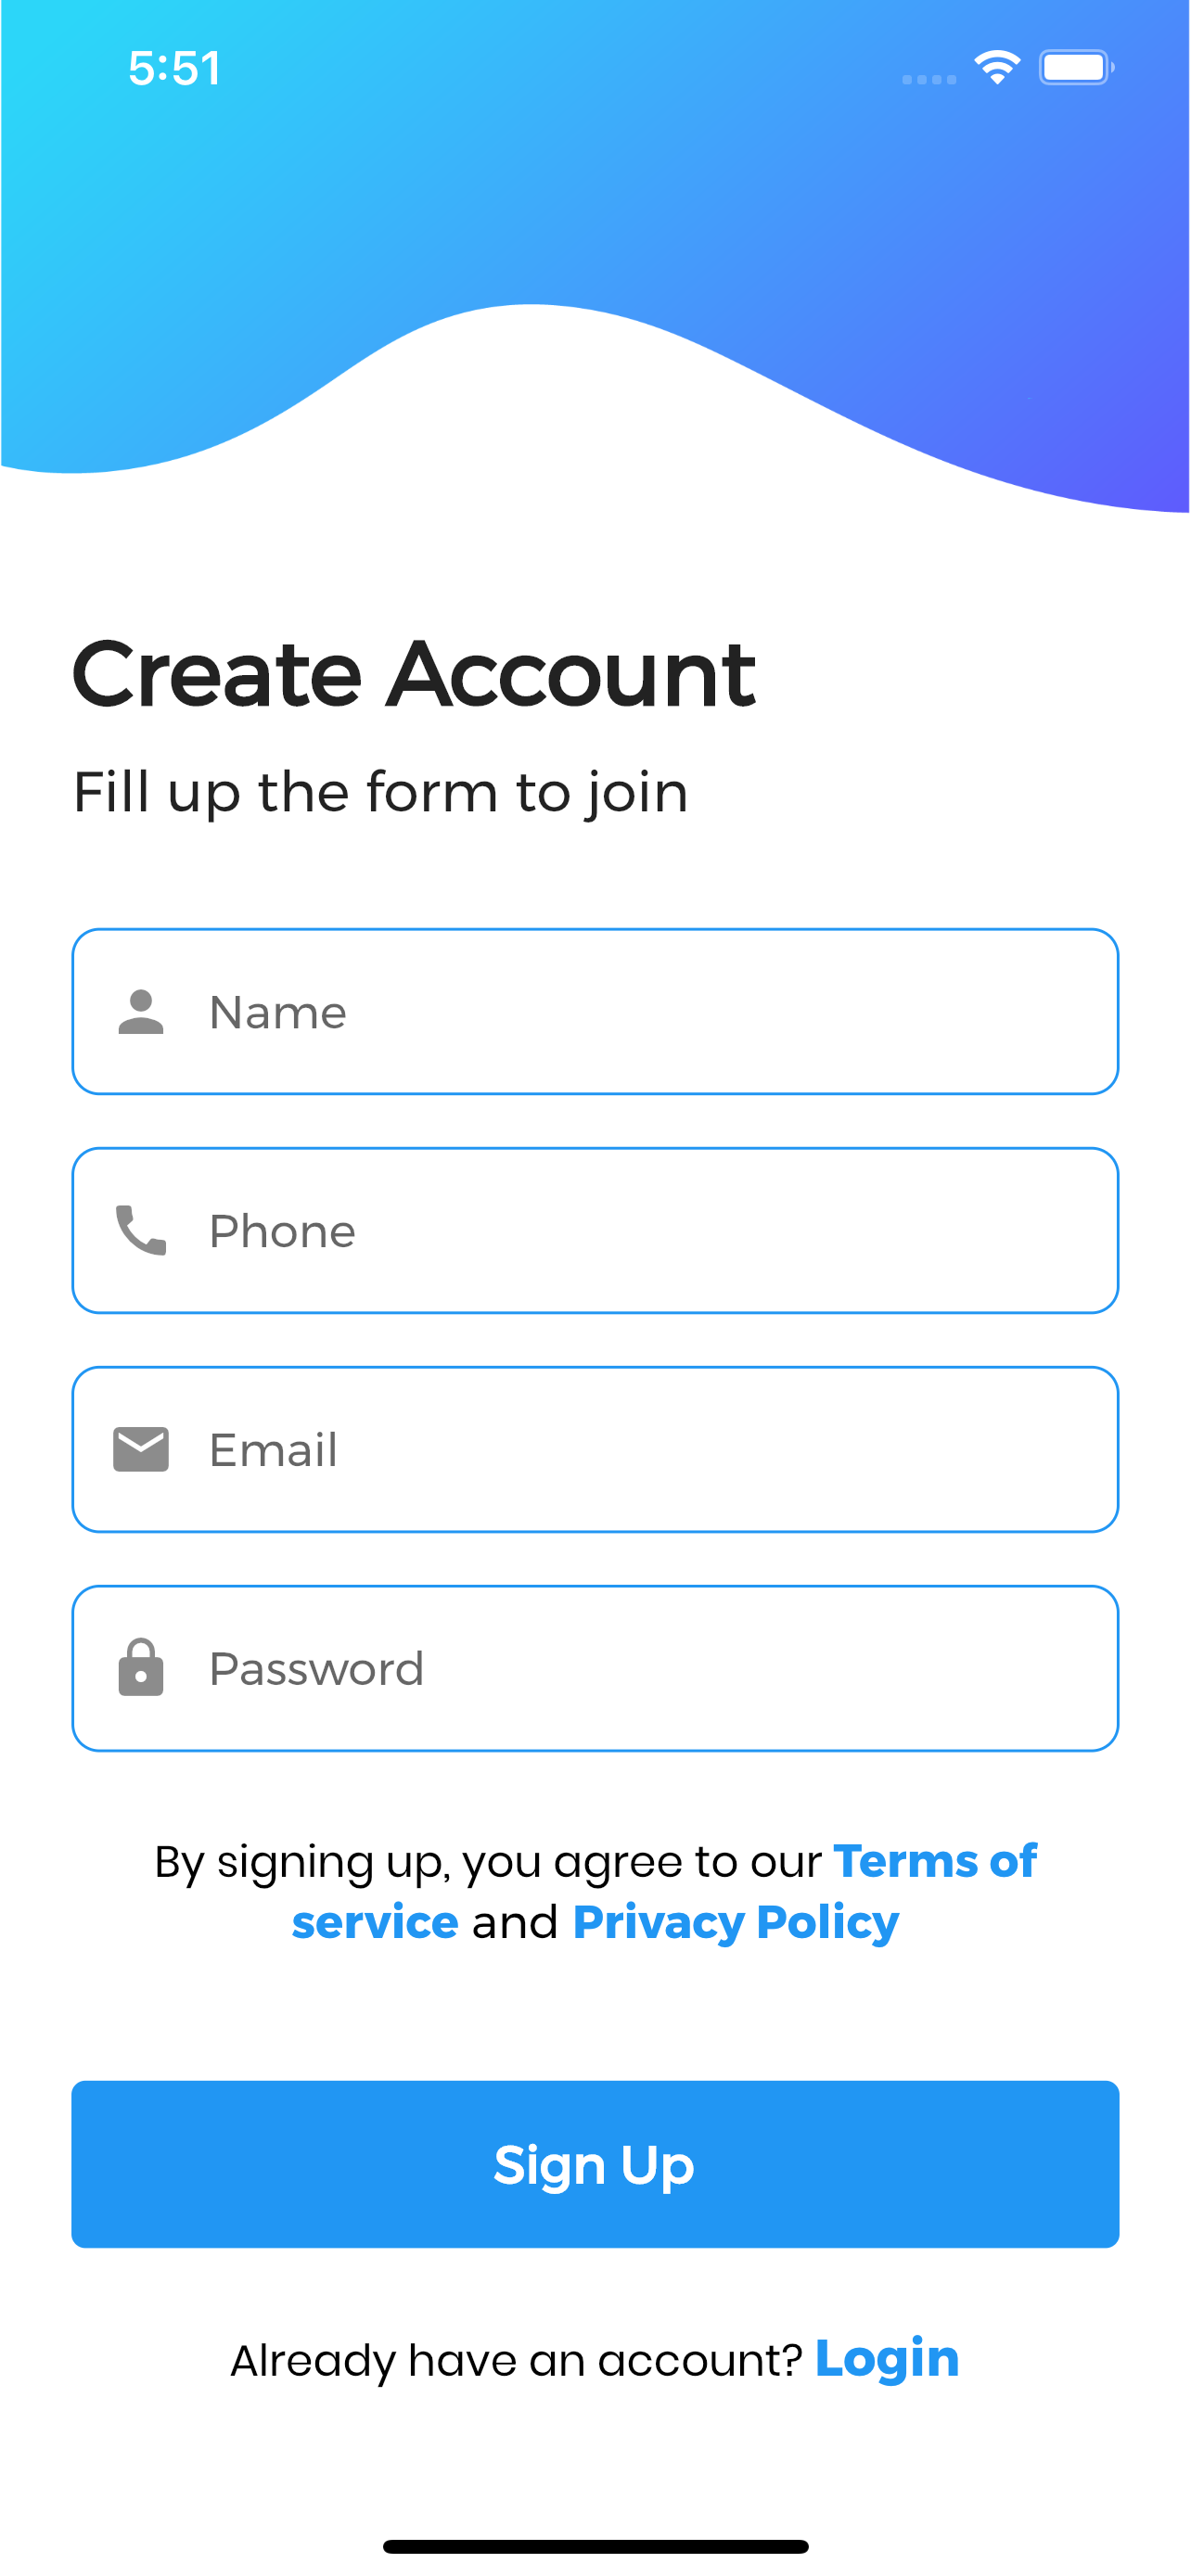 5:51
Create Account
Fill up the form to join
Name
Phone
Email
Password
By signing up, you agree to our Terms of
service and Privacy Policy
Sign Up
Already have an account? Login